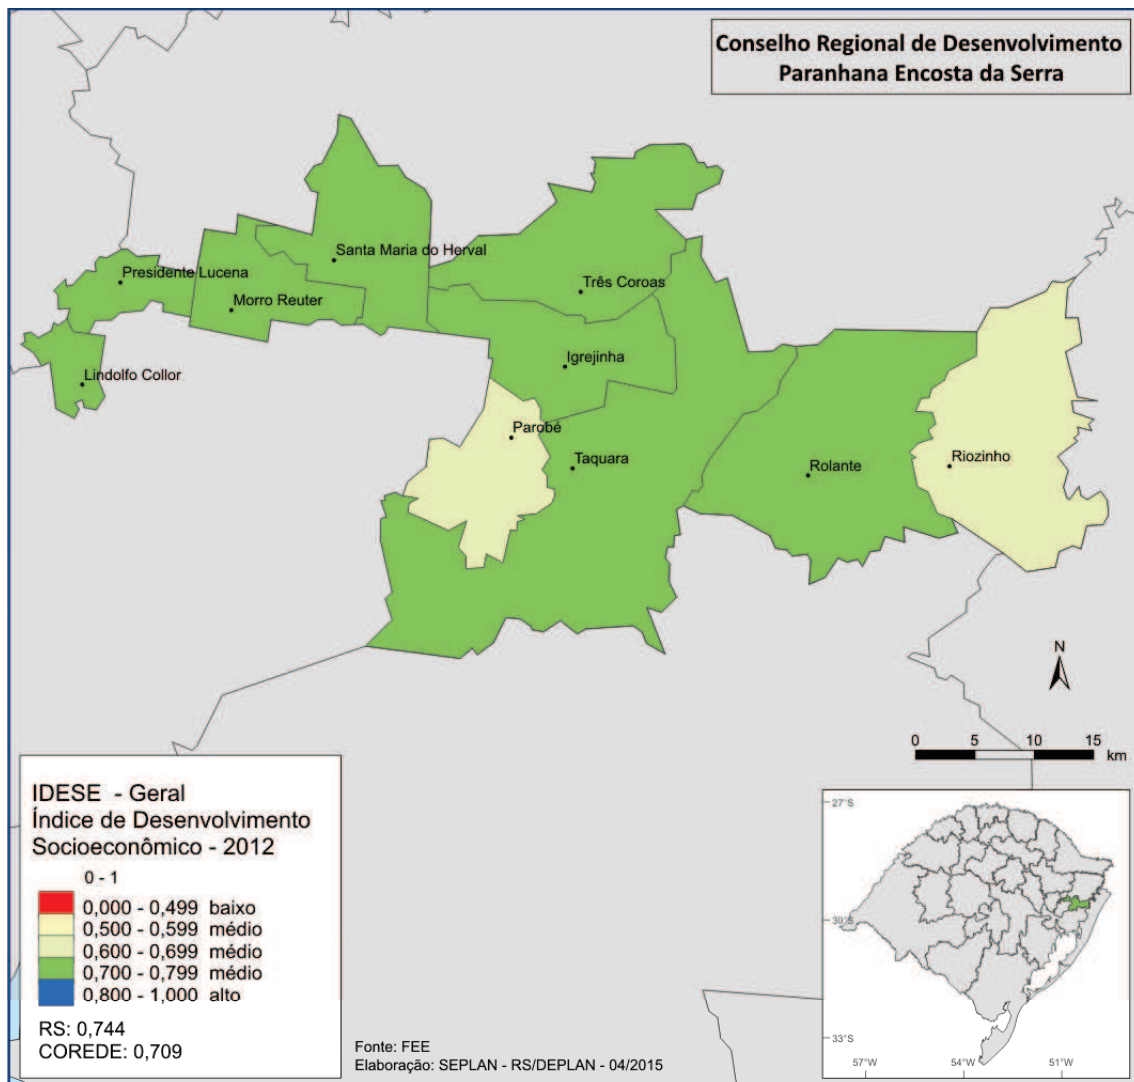 Conselho Regional de Desenvolvimento
Paranhana Encosta da Serra
Santa Maria do Herval
Presidente Lucena
Três Coroas
Morro Reuter
Igrejinha
Lindolfo Collor
Parobé
Taquara
Rolante
Riozinho
N
0 5 10 15
km
IDESE - Geral
Índice de Desenvolvimento
Socioeconômico - 2012
0 - 1
0,000 - 0,499 baixo
0,500 - 0,599 médio
0,600 - 0,699 médio
0,700 - 0,799 médio
0,800 - 1,000 alto
RS: 0,744
COREDE: 0,709
Fonte: FEE
Elaboração: SEPLAN - RS/DEPLAN - 04/2015
27°S
30°S
33°S
57°W 54°W 51°W